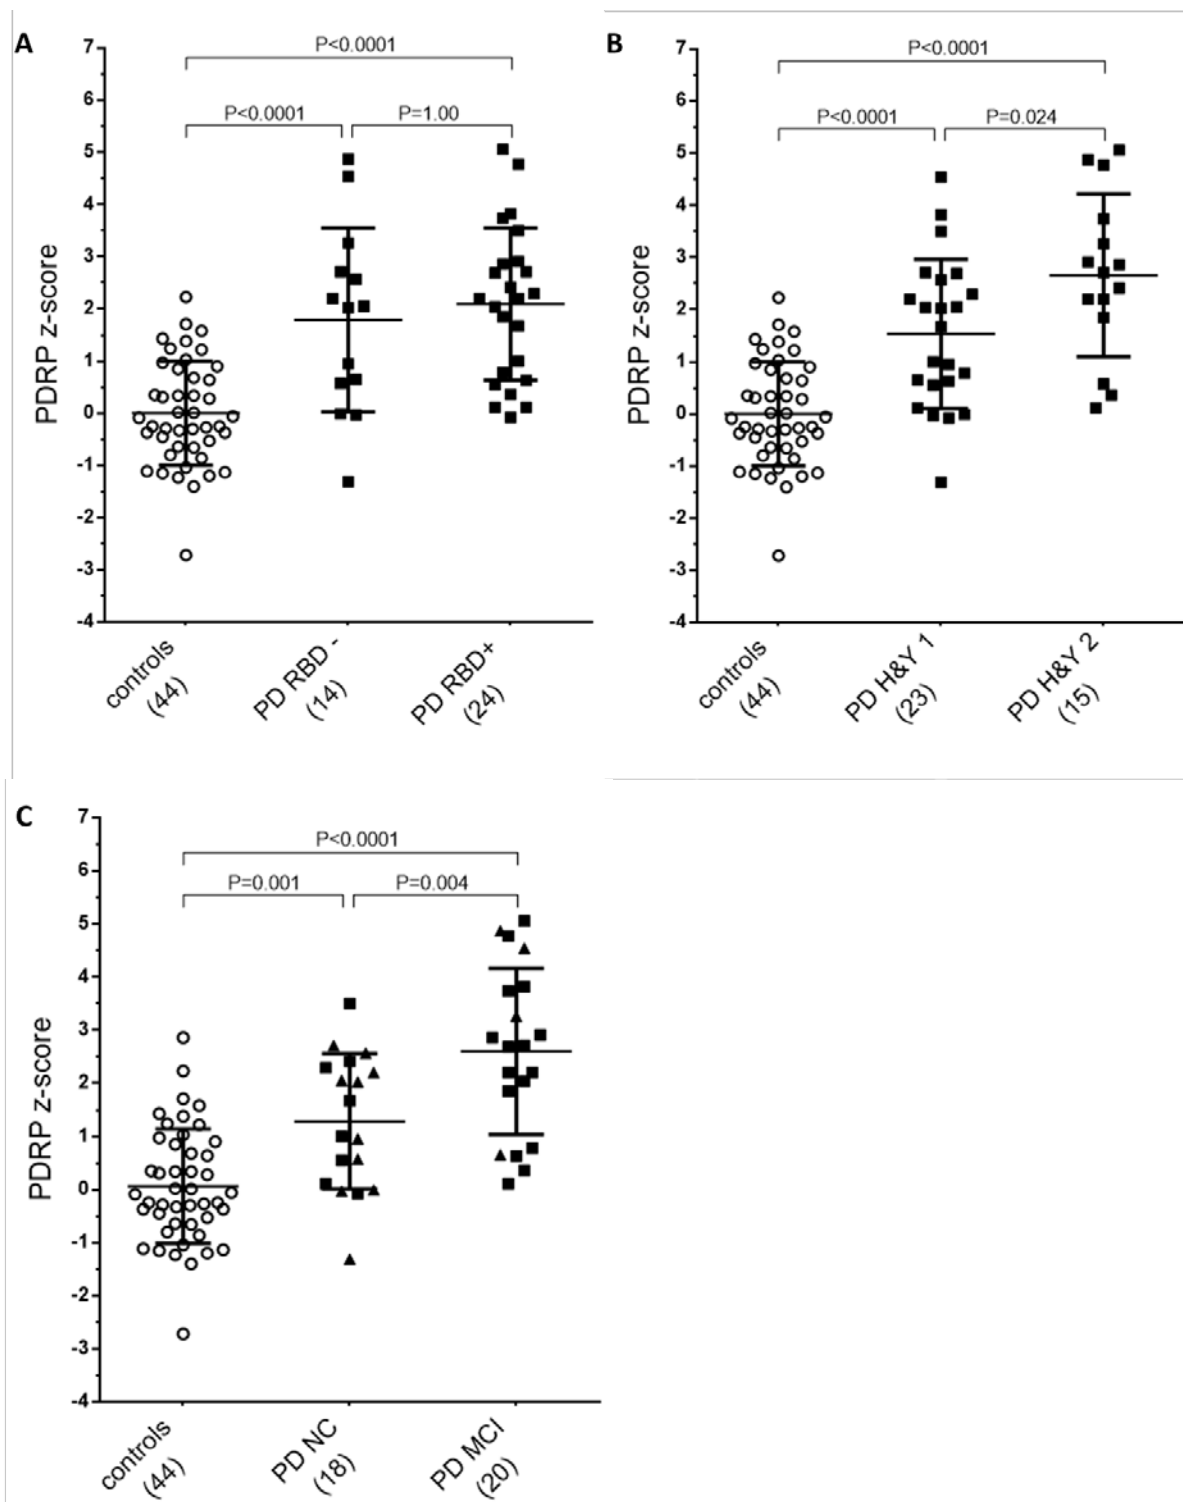 A
B
P<0.0001
P<0.0001
P<0.0001
P=1.00
P<0.0001
P=0.024
PDRP z-score
7
6
5
4
3
2
1
0
-1
-2
-3
-4
controls
(44)
PD RBD -
(14)
PD RBD+
(24)
PDRP z-score
7
6
5
4
3
2
1
0
-1
-2
-3
-4
controls
(44)
PD H&Y 1
(23)
PD H&Y 2
(15)
C
P<0.0001
P=0.001
P=0.004
PDRP z-score
7
6
5
4
3
2
1
0
-1
-2
-3
-4
controls
(44)
PD NC
(18)
PD MCI
(20)